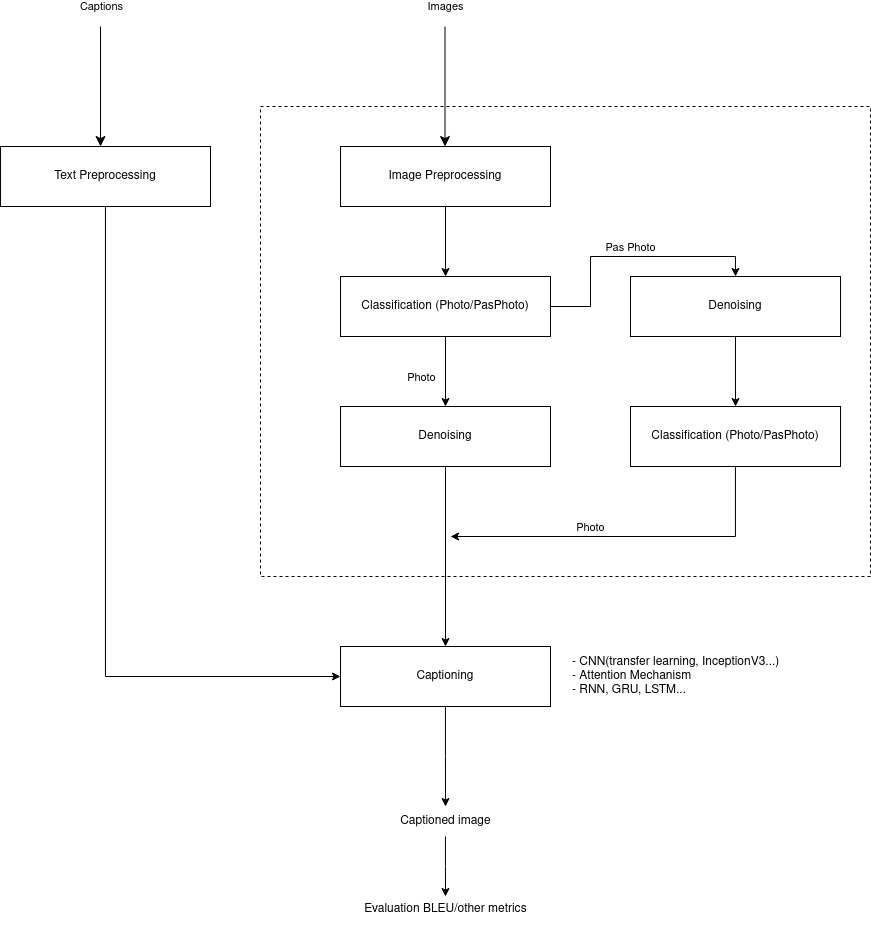 Captions
Images
Text Preprocessing
Image Preprocessing
Pas Photo
Classification (Photo/PasPhoto)
Denoising
Photo
Denoising
Classification (Photo/PasPhoto)
Photo
Captioning
- CNN(transfer learning, InceptionV3...)
- Attention Mechanism
- RNN, GRU, LSTM...
Captioned image
Evaluation BLEU/other metrics